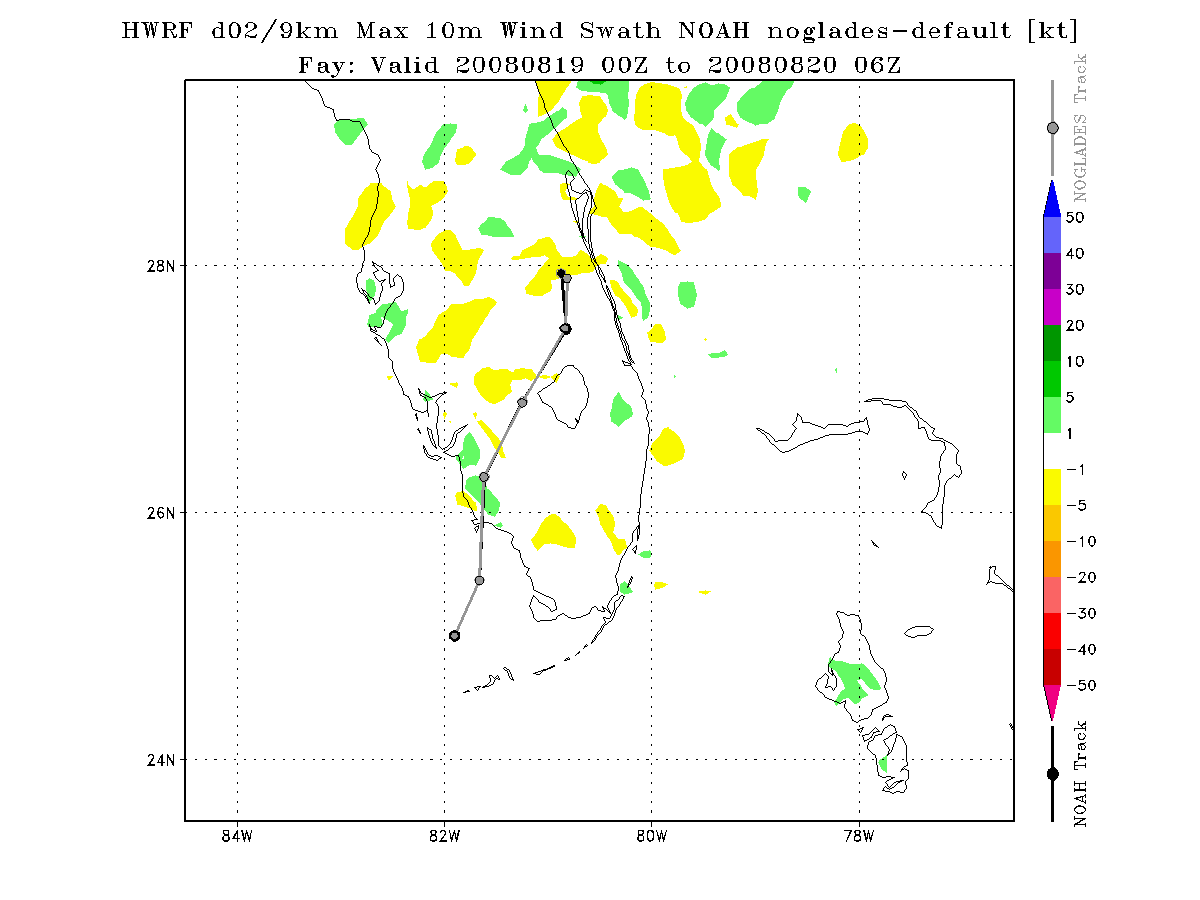 HWRF d02/9km Max 10m Wind Swath NOAH noglades-default [kt]
Fay: Valid 20080819 00Z to 20080820 06Z
NOGLADES Track
50
40
30
20
10
5
1
-1
-5
-10
-20
-30
-40
-50
NOAH Track
28N
26N
24N
84W 82W 80W 78W